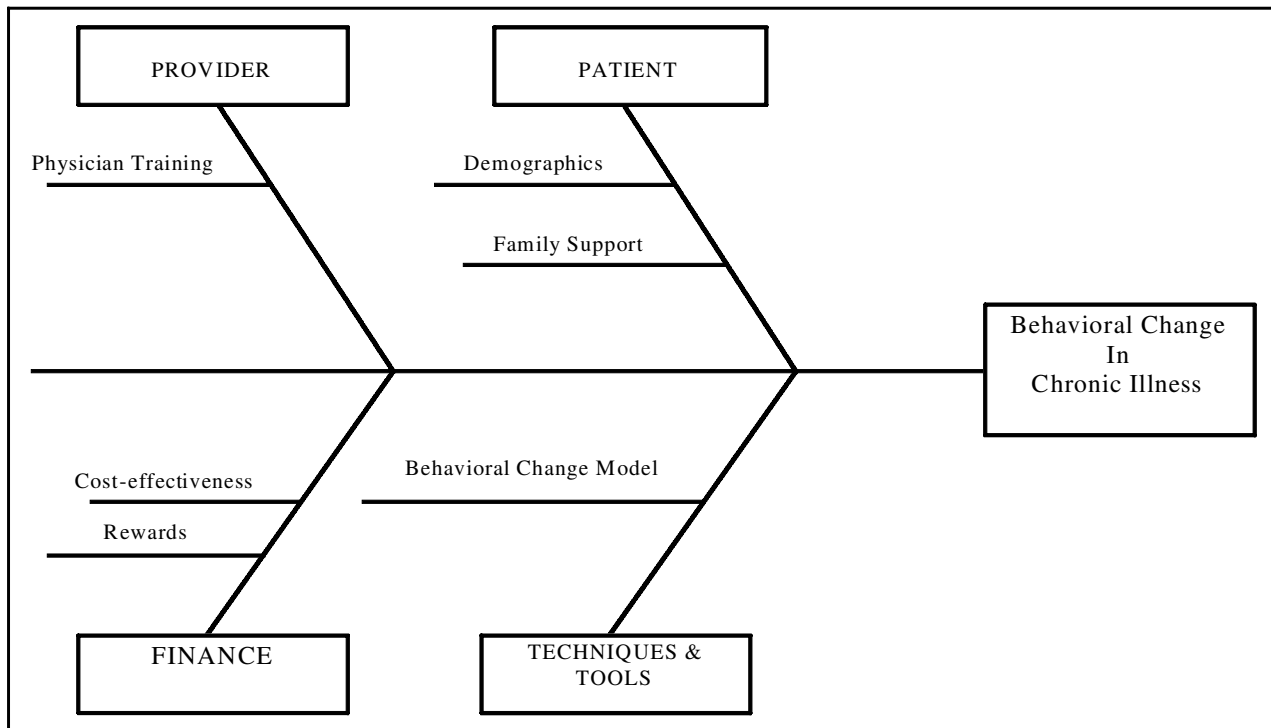 PROVIDER
PATIENT
Physician Training
Demographics
Family Support
Behavioral Change
In
Chronic Illness
Cost-effectiveness
Behavioral Change Model
Rewards
FINANCE
TECHNIQUES &
TOOLS